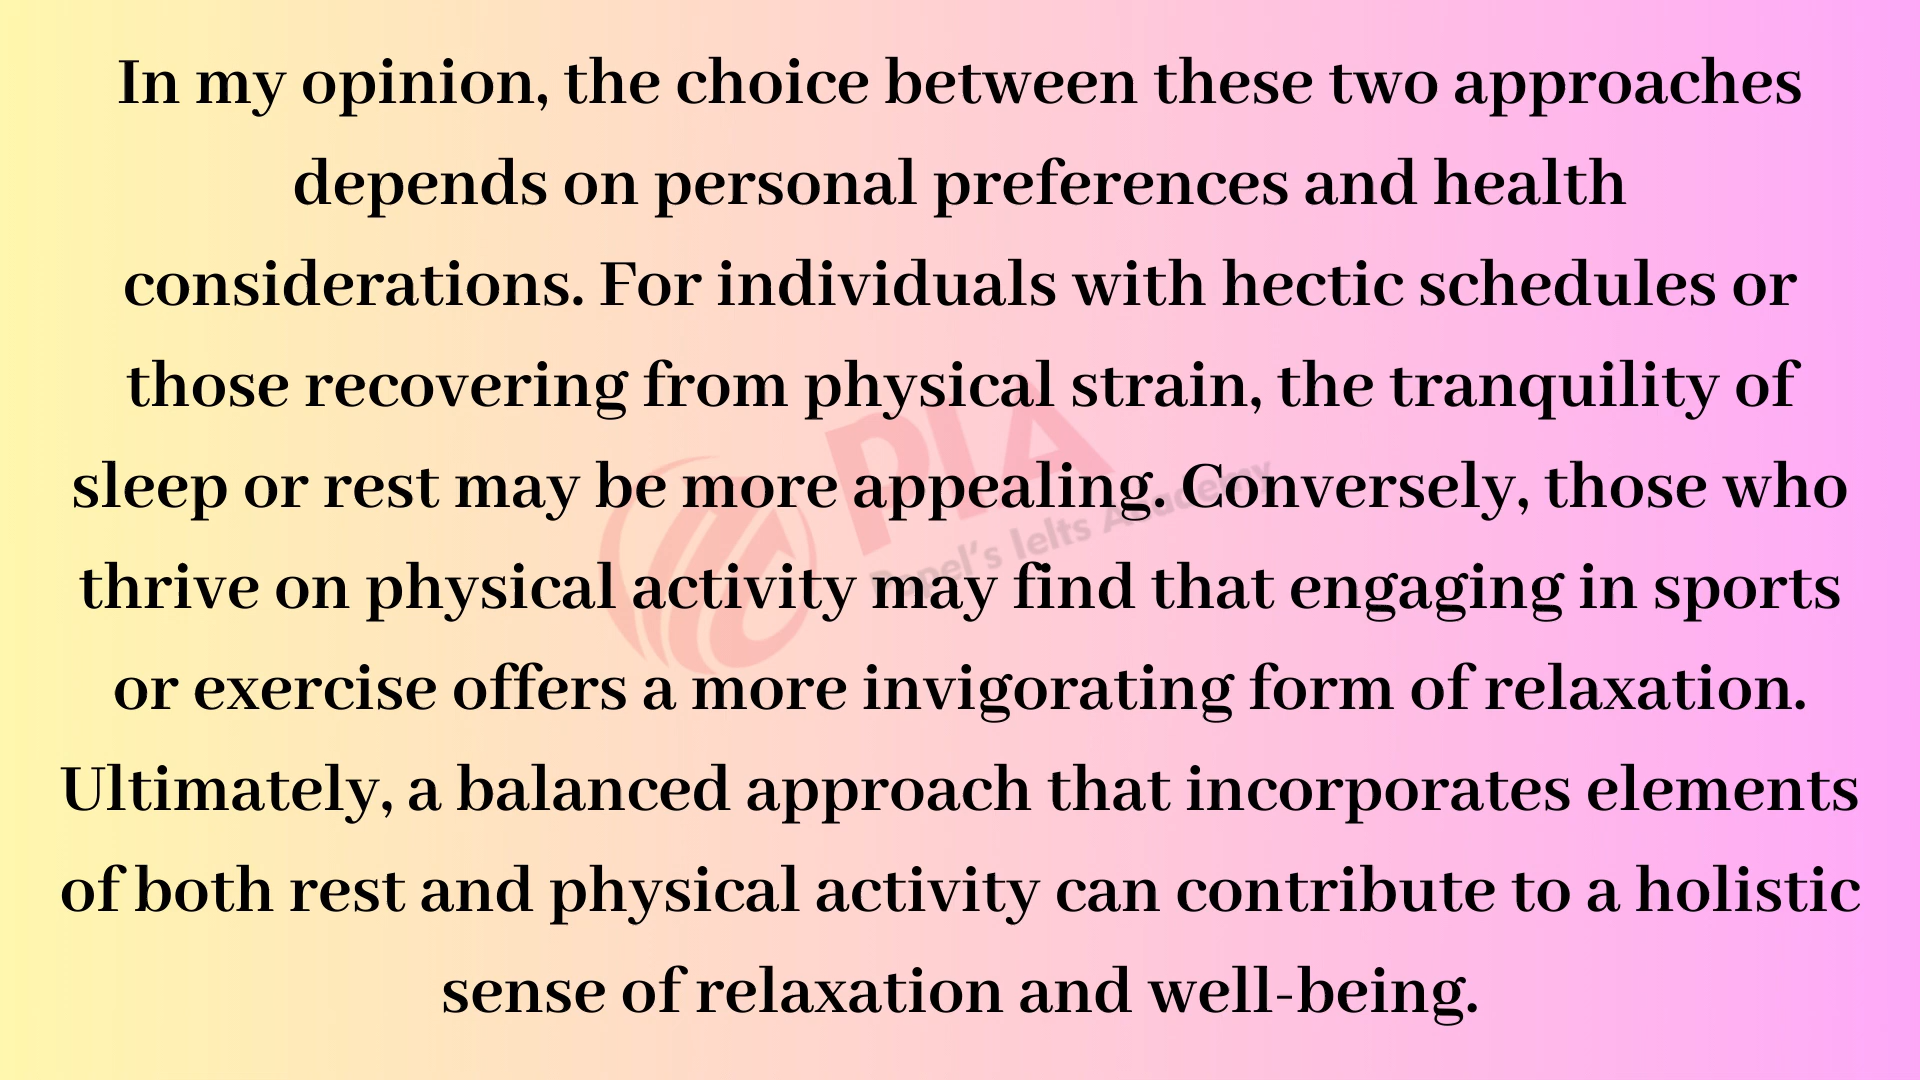 In my opinion, the choice between these two approaches
depends on personal preferences and health
considerations. For individuals with hectic schedules or
those recovering from physical strain, the tranquility of
sleep or rest may be more appealing. Conversely, those who
thrive on physical activity may find that engaging in sports
or exercise offers a more invigorating form of relaxation.
Ultimately, a balanced approach that incorporates elements
of both rest and physical activity can contribute to a holistic
sense of relaxation and well-being.
PIA
Ielts Academy